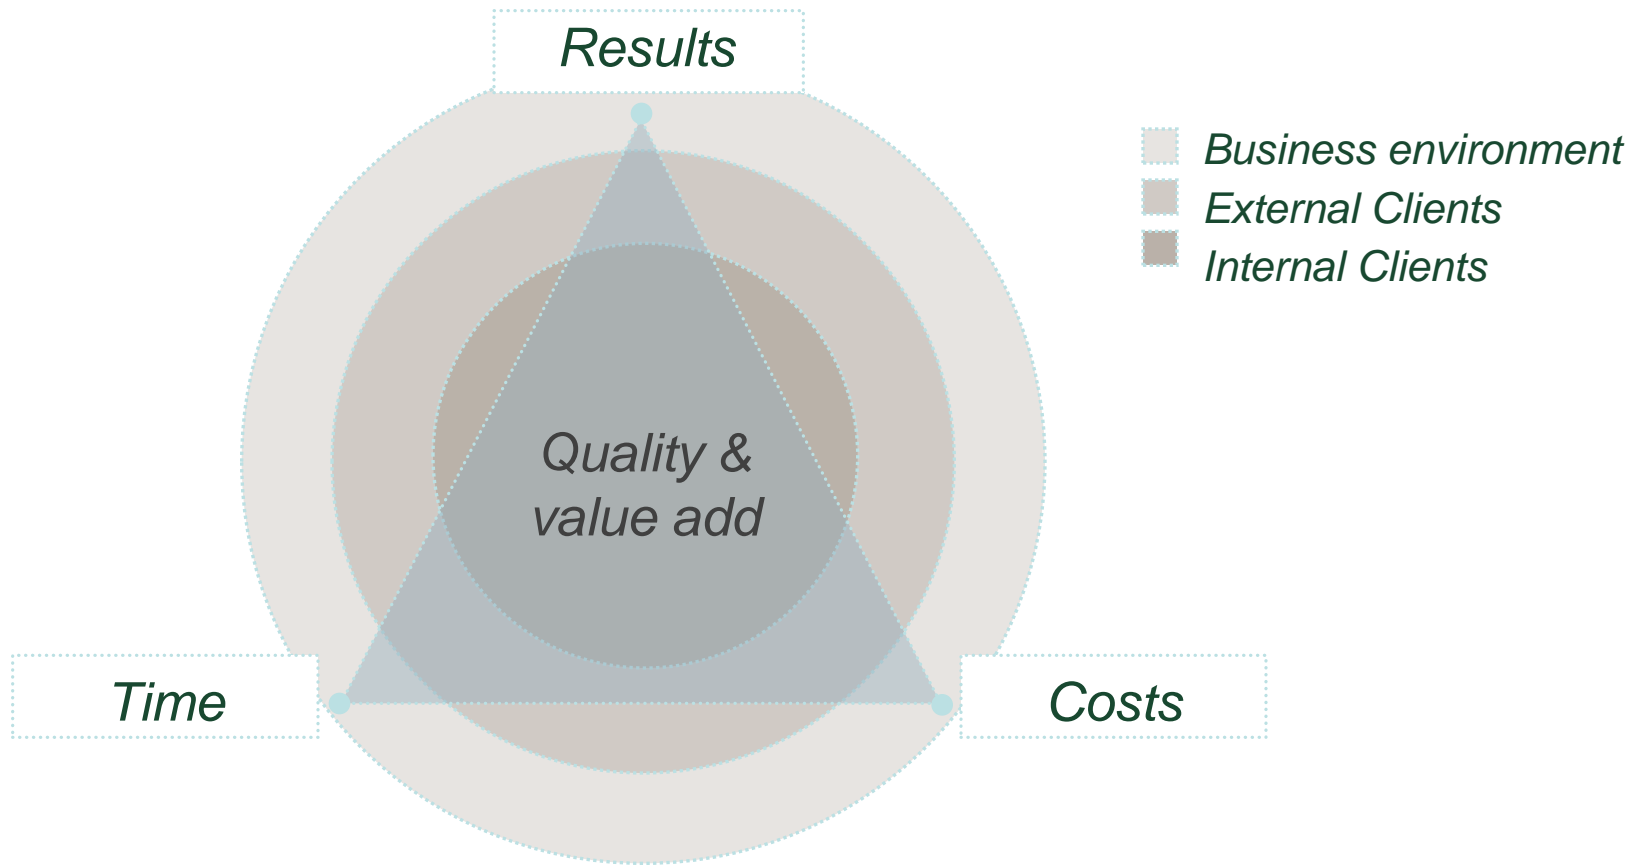 Results
Business environment
External Clients
Internal Clients
Quality &
value add
Time
Costs